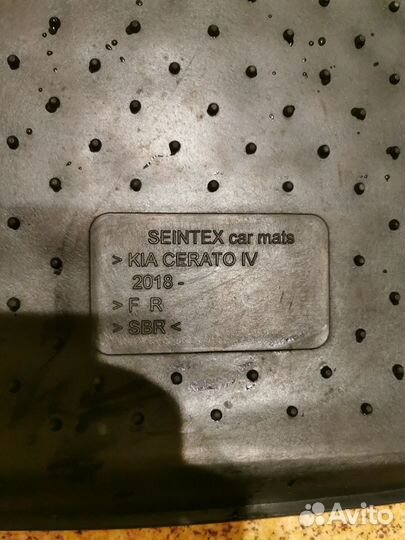 SEINTEX car mats
> KIA CERATO IV
2018 -
> F R
> SBR <
Avito